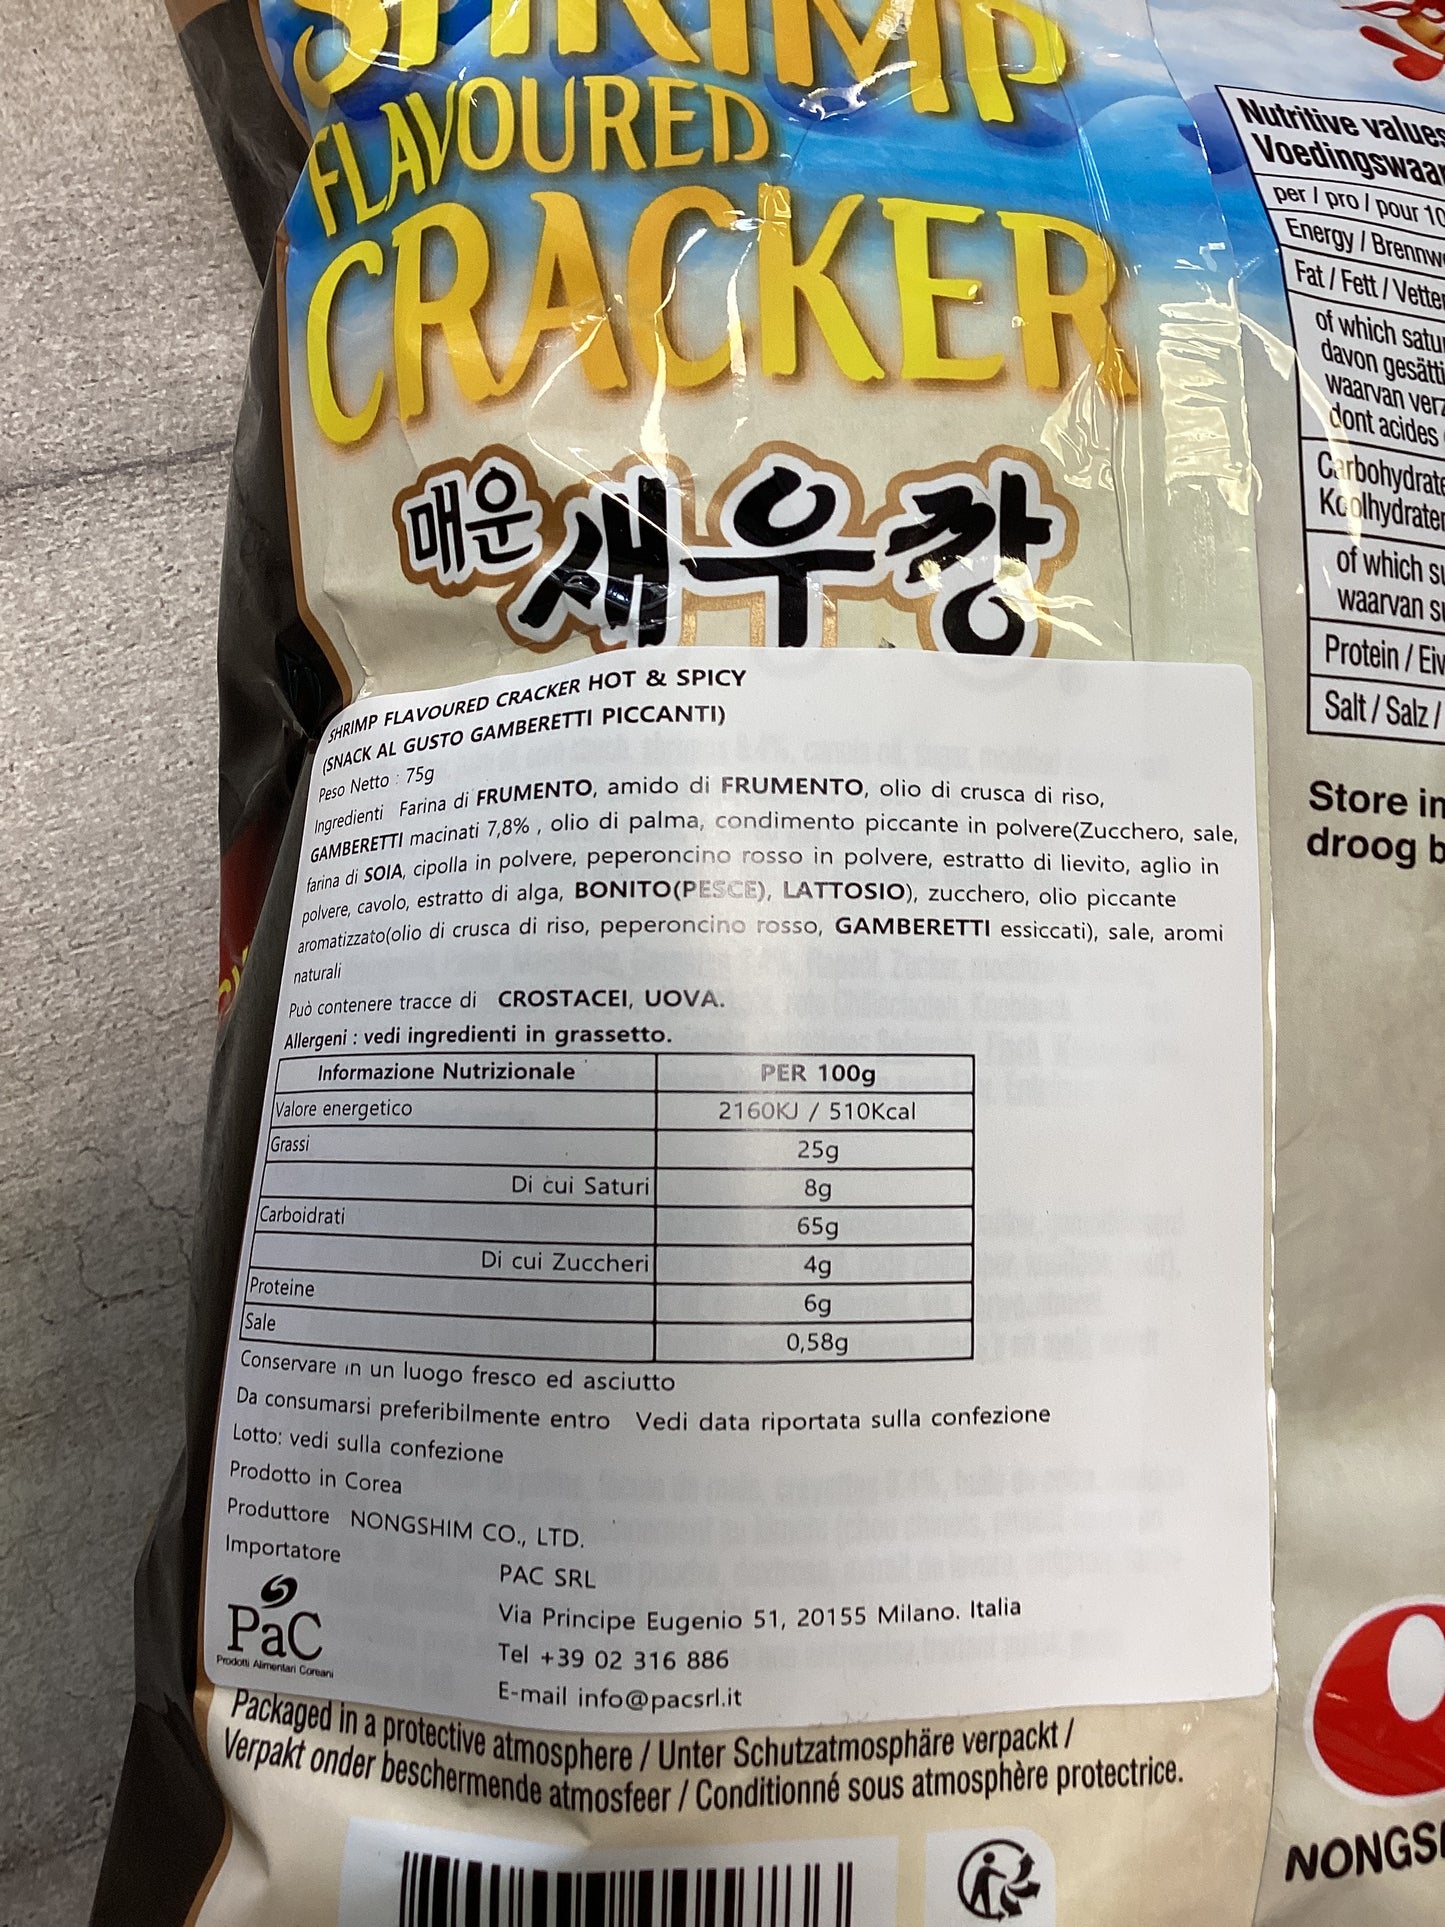 SHRIMP
FLAVOURED
CRACKER
매운 새우깡
SHRIMP FLAVOURED CRACKER HOT & SPICY
(SNACK AL GUSTO GAMBERETTI PICCANTI)
Peso Netto : 75g
Ingredienti Farina di FRUMENTO, amido di FRUMENTO, olio di crusca di riso,
GAMBERETTI macinati 7,8% , olio di palma, condimento piccante in polvere(Zucchero, sale,
farina di SOIA, cipolla in polvere, peperoncino rosso in polvere, estratto di lievito, aglio in
polvere, cavolo, estratto di alga, BONITO(PESCE), LATTOSIO), zucchero, olio piccante
aromatizzato(olio di crusca di riso, peperoncino rosso, GAMBERETTI essiccati), sale, aromi
naturali
Può contenere tracce di CROSTACEI, UOVA.
Allergeni : vedi ingredienti in grassetto.
Informazione Nutrizionale PER 100g
Valore energetico 2160KJ / 510Kcal
Grassi 25g
Di cui Saturi 8g
Carboidrati 65g
Di cui Zuccheri 4g
Proteine 6g
Sale 0,58g
Conservare in un luogo fresco ed asciutto
Da consumarsi preferibilmente entro Vedi data riportata sulla confezione
Lotto: vedi sulla confezione
Prodotto in Corea
Produttore NONGSHIM CO., LTD.
Importatore
PAC SRL
Via Principe Eugenio 51, 20155 Milano. Italia
Tel +39 02 316 886
E-mail info@pacsrl.it
PaC
Prodotti Alimentari Coreani
Packaged in a protective atmosphere / Unter Schutzatmosphäre verpackt /
Verpakt onder beschermende atmosfeer / Conditionné sous atmosphère protectrice.
Nutritive values
Voedingswaar
per / pro / pour 10
Energy / Brennwe
Fat / Fett / Vetten
of which satu
davon gesätti
waarvan verz
dont acides
Carbohydrate
Koolhydraten
of which su
waarvan su
Protein / Eiw
Salt / Salz /
Store in
droog b
NONGS